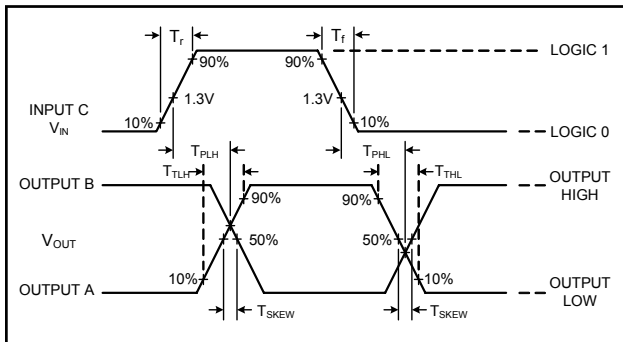 Tr Tf
90% 90% LOGIC 1
1.3V 1.3V
INPUT C
VIN
10% 10% LOGIC 0
TPLH TPHL
TTLH TTHL
OUTPUT B OUTPUT HIGH
90% 90%
VOUT 50% 50%
10% 10%
OUTPUT A OUTPUT LOW
TSKEW TSKEW